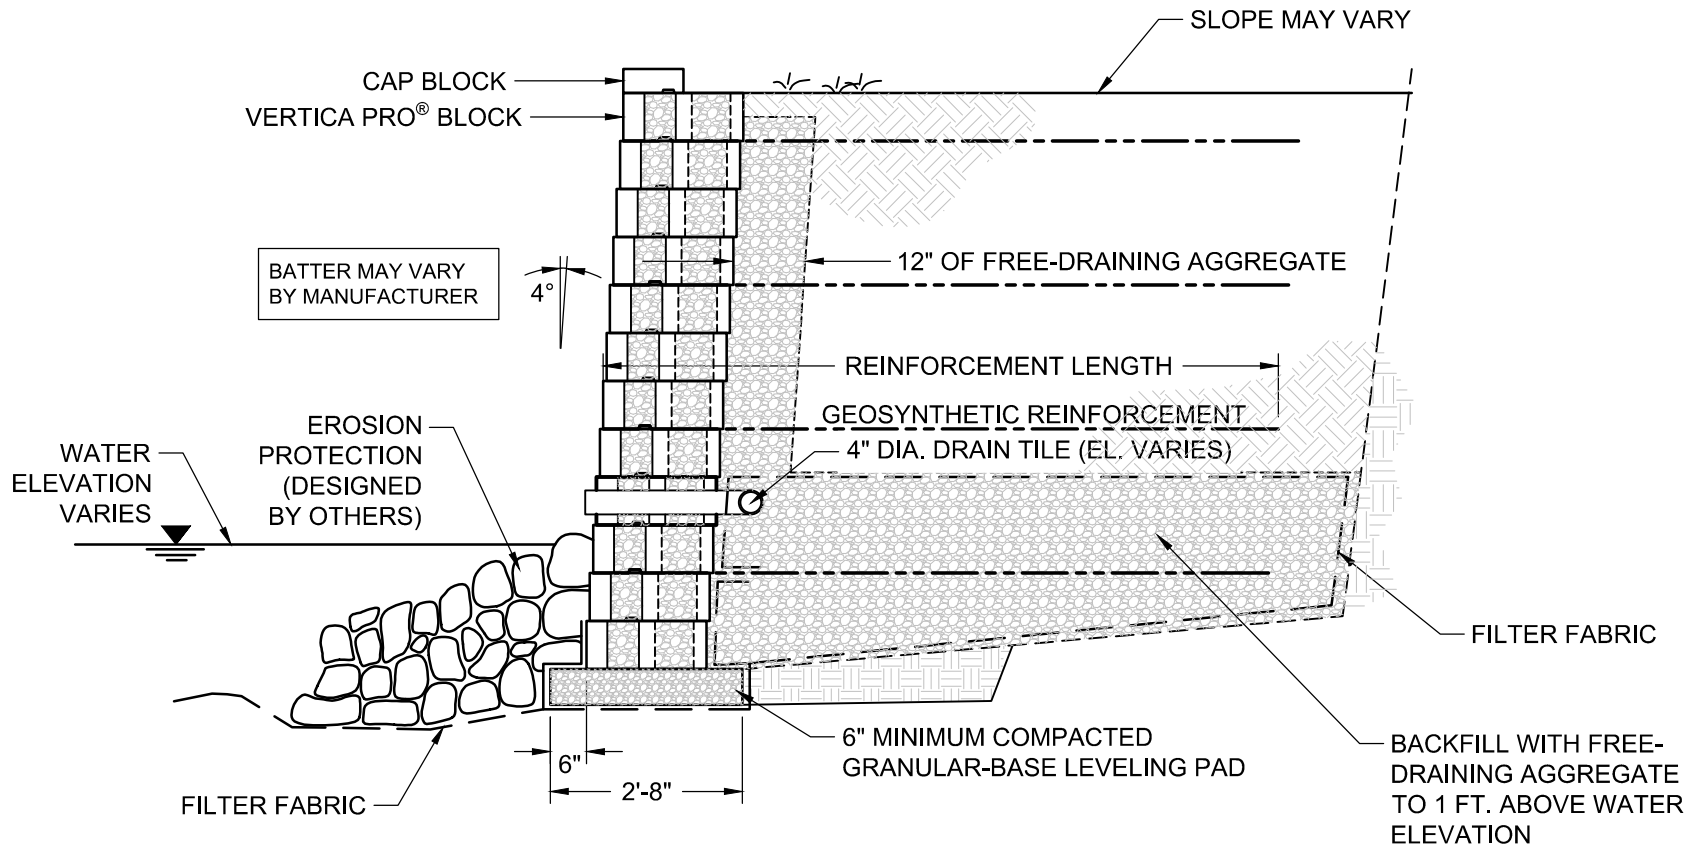 SLOPE MAY VARY
CAP BLOCK
VERTICA PRO® BLOCK
12" OF FREE-DRAINING AGGREGATE
BATTER MAY VARY
BY MANUFACTURER
4°
REINFORCEMENT LENGTH
GEOSYNTHETIC REINFORCEMENT
4" DIA. DRAIN TILE (EL. VARIES)
EROSION
PROTECTION
(DESIGNED
BY OTHERS)
WATER
ELEVATION
VARIES
FILTER FABRIC
6" MINIMUM COMPACTED
GRANULAR-BASE LEVELING PAD
BACKFILL WITH FREE-
DRAINING AGGREGATE
TO 1 FT. ABOVE WATER
ELEVATION
6"
2'-8"
FILTER FABRIC